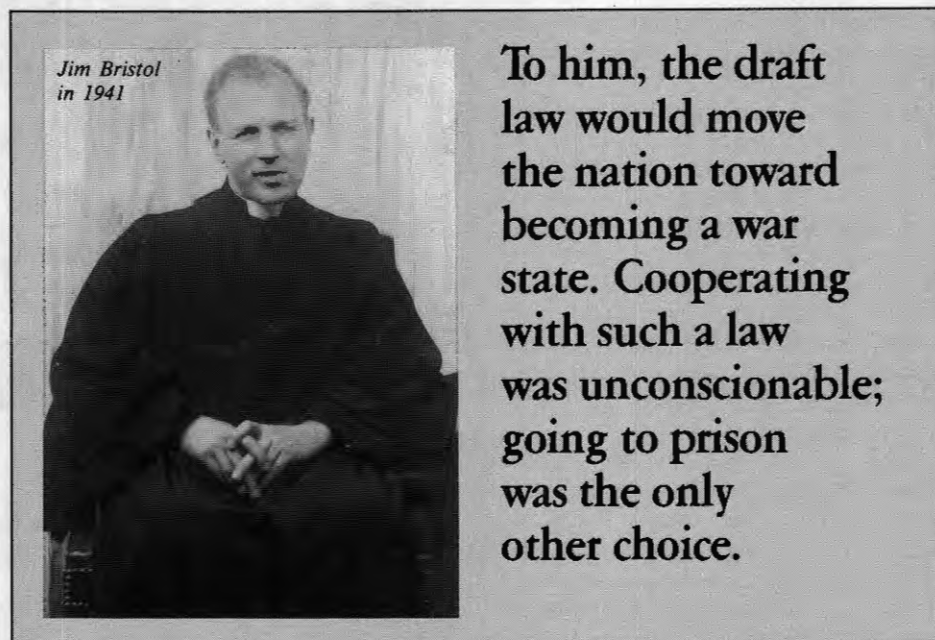 Jim Bristol
in 1941
To him, the draft
law would move
the nation toward
becoming a war
state. Cooperating
with such a law
was unconscionable;
going to prison
was the only
other choice.